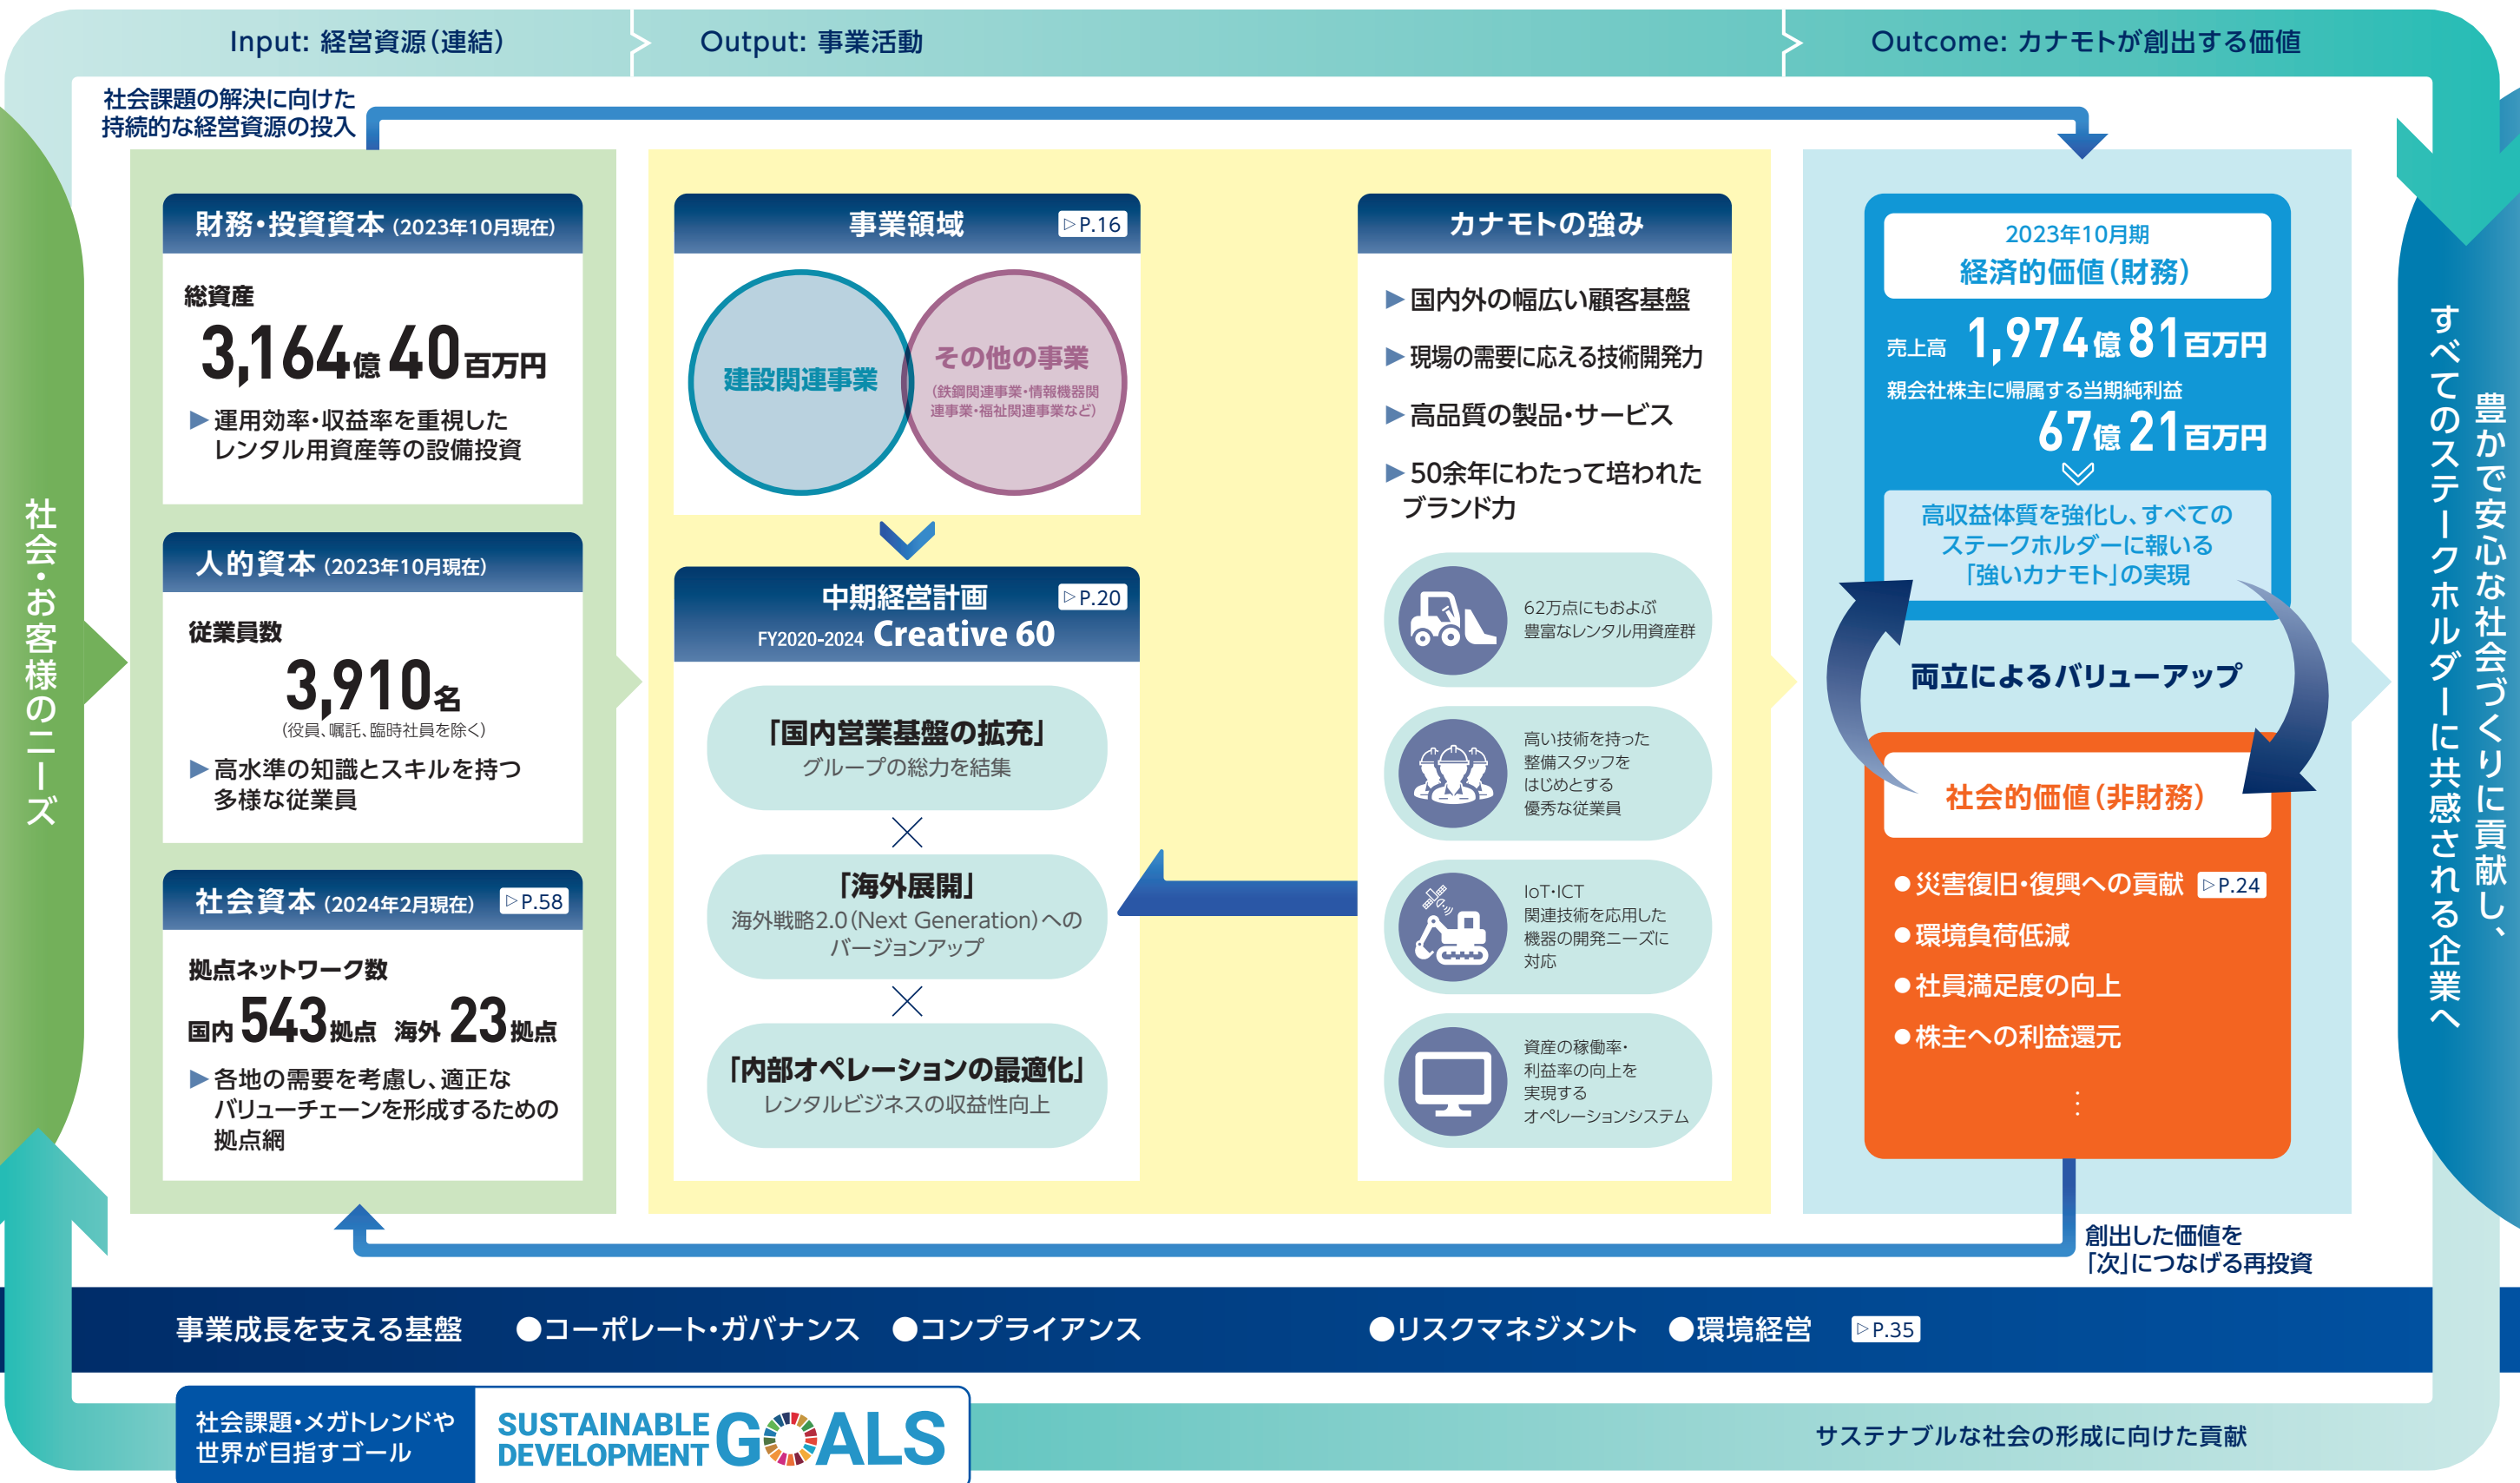 Input: 経営資源（連結）
Output: 事業活動
Outcome: カナモトが創出する価値
社会課題の解決に向けた
持続的な経営資源の投入
社会・お客様のニーズ
財務・投資資本（2023年10月現在）
総資産
3,164億40百万円
▶運用効率・収益率を重視した
レンタル用資産等の設備投資
人的資本（2023年10月現在）
従業員数
3,910名
（役員、嘱託、臨時社員を除く）
▶高水準の知識とスキルを持つ
多様な従業員
社会資本（2024年2月現在） ▷P.58
拠点ネットワーク数
国内543拠点 海外23拠点
▶各地の需要を考慮し、適正な
バリューチェーンを形成するための
拠点網
事業領域 ▷P.16
建設関連事業
その他の事業
（鉄鋼関連事業・情報機器関
連事業・福祉関連事業など）
中期経営計画 ▷P.20
FY2020-2024 Creative 60
「国内営業基盤の拡充」
グループの総力を結集
×
「海外展開」
海外戦略2.0（Next Generation）への
バージョンアップ
×
「内部オペレーションの最適化」
レンタルビジネスの収益性向上
カナモトの強み
▶国内外の幅広い顧客基盤
▶現場の需要に応える技術開発力
▶高品質の製品・サービス
▶50余年にわたって培われた
ブランド力
62万点にもおよぶ
豊富なレンタル用資産群
高い技術を持った
整備スタッフを
はじめとする
優秀な従業員
IoT・ICT
関連技術を応用した
機器の開発ニーズに
対応
資産の稼働率・
利益率の向上を
実現する
オペレーションシステム
2023年10月期
経済的価値（財務）
売上高 1,974億81百万円
親会社株主に帰属する当期純利益
67億21百万円
高収益体質を強化し、すべての
ステークホルダーに報いる
「強いカナモト」の実現
両立によるバリューアップ
社会的価値（非財務）
●災害復旧・復興への貢献 ▷P.24
●環境負荷低減
●社員満足度の向上
●株主への利益還元
⋮
豊かで安心な社会づくりに貢献し、
すべてのステークホルダーに共感される企業へ
創出した価値を
「次」につなげる再投資
事業成長を支える基盤 ●コーポレート・ガバナンス ●コンプライアンス ●リスクマネジメント ●環境経営 ▷P.35
社会課題・メガトレンドや
世界が目指すゴール
SUSTAINABLE
DEVELOPMENT GOALS
サステナブルな社会の形成に向けた貢献